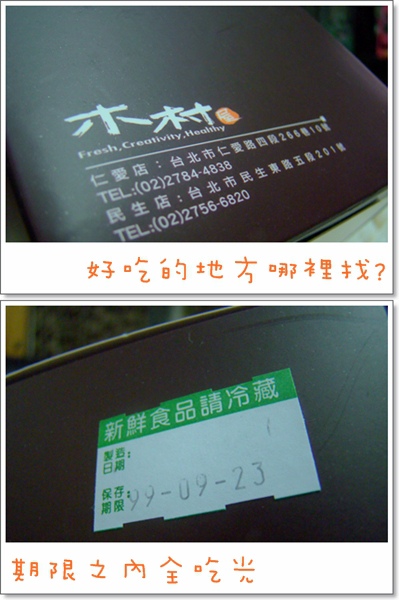 木村
Fresh, Creativity, Healthy
仁愛店：台北市仁愛路四段266巷10號
TEL:(02)2784-4838
民生店：台北市民生東路五段201號
TEL:(02)2756-6820
好吃的地方哪裡找?
新鮮食品請冷藏
製造
日期：
保存：
期限
99-09-23
期限之內全吃光